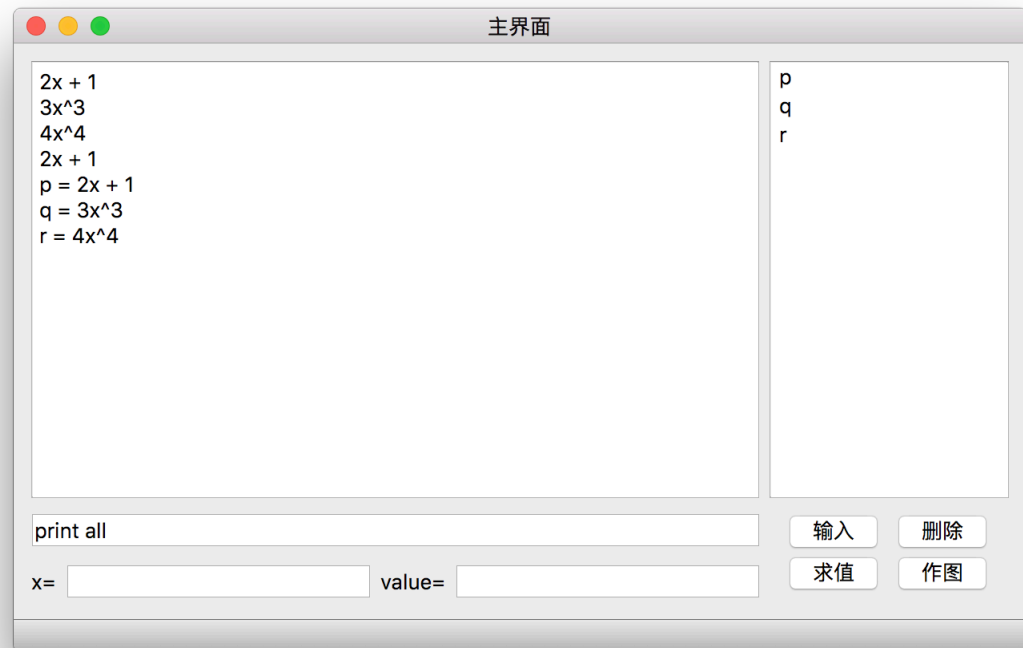 主界面
2x + 1
3x^3
4x^4
2x + 1
p = 2x + 1
q = 3x^3
r = 4x^4
p
q
r
print all
输入
删除
x=
value=
求值
作图